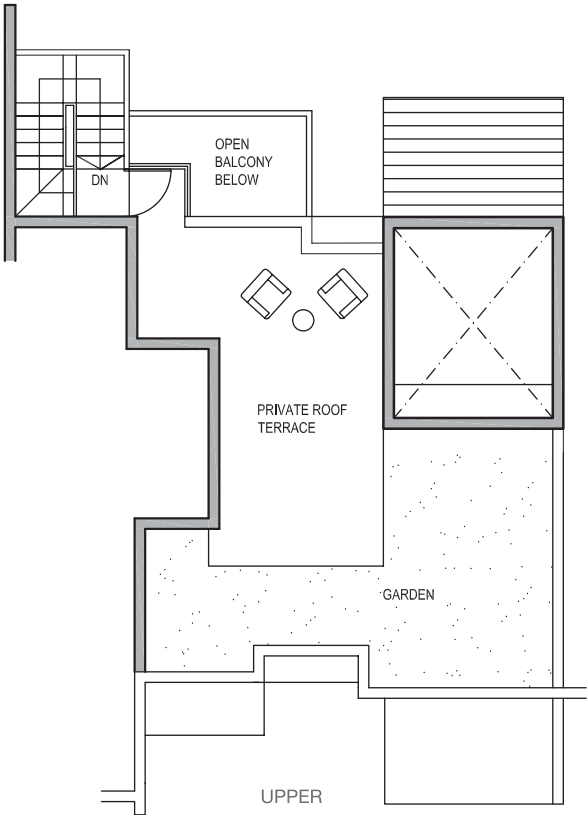 OPEN
BALCONY
BELOW
DN
PRIVATE ROOF
TERRACE
GARDEN
UPPER